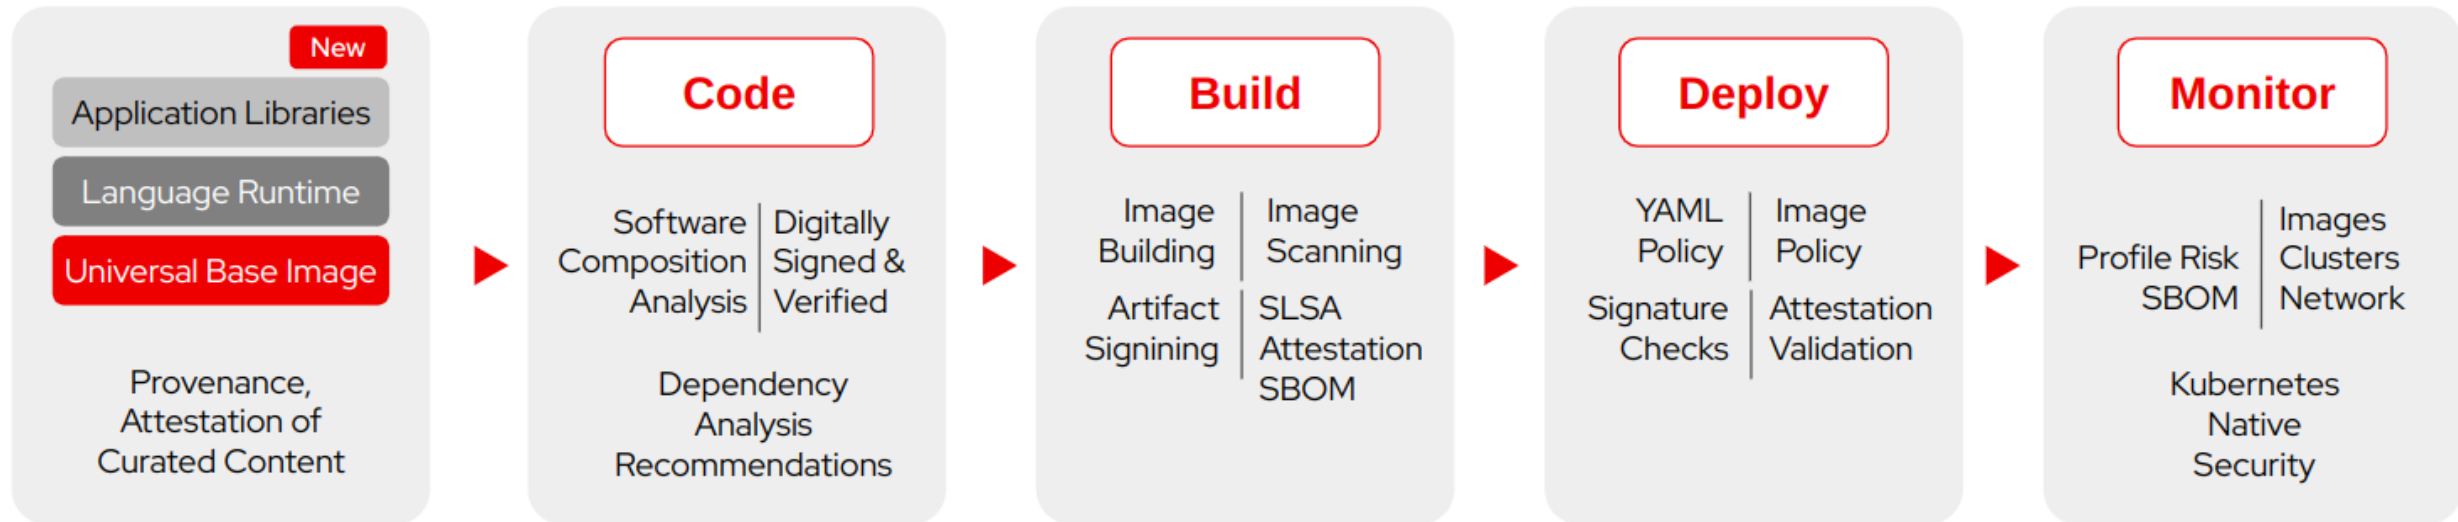 New
Application Libraries
Language Runtime
Universal Base Image
Provenance,
Attestation of
Curated Content
Code
Software
Composition
Analysis
Digitally
Signed &
Verified
Dependency
Analysis
Recommendations
Build
Image
Building
Image
Scanning
Artifact
Signining
SLSA
Attestation
SBOM
Deploy
YAML
Policy
Image
Policy
Signature
Checks
Attestation
Validation
Monitor
Profile Risk
SBOM
Images
Clusters
Network
Kubernetes
Native
Security